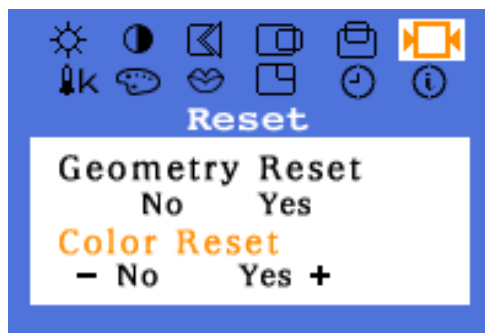 K
Reset
Geometry Reset
No Yes
Color Reset
– No Yes +